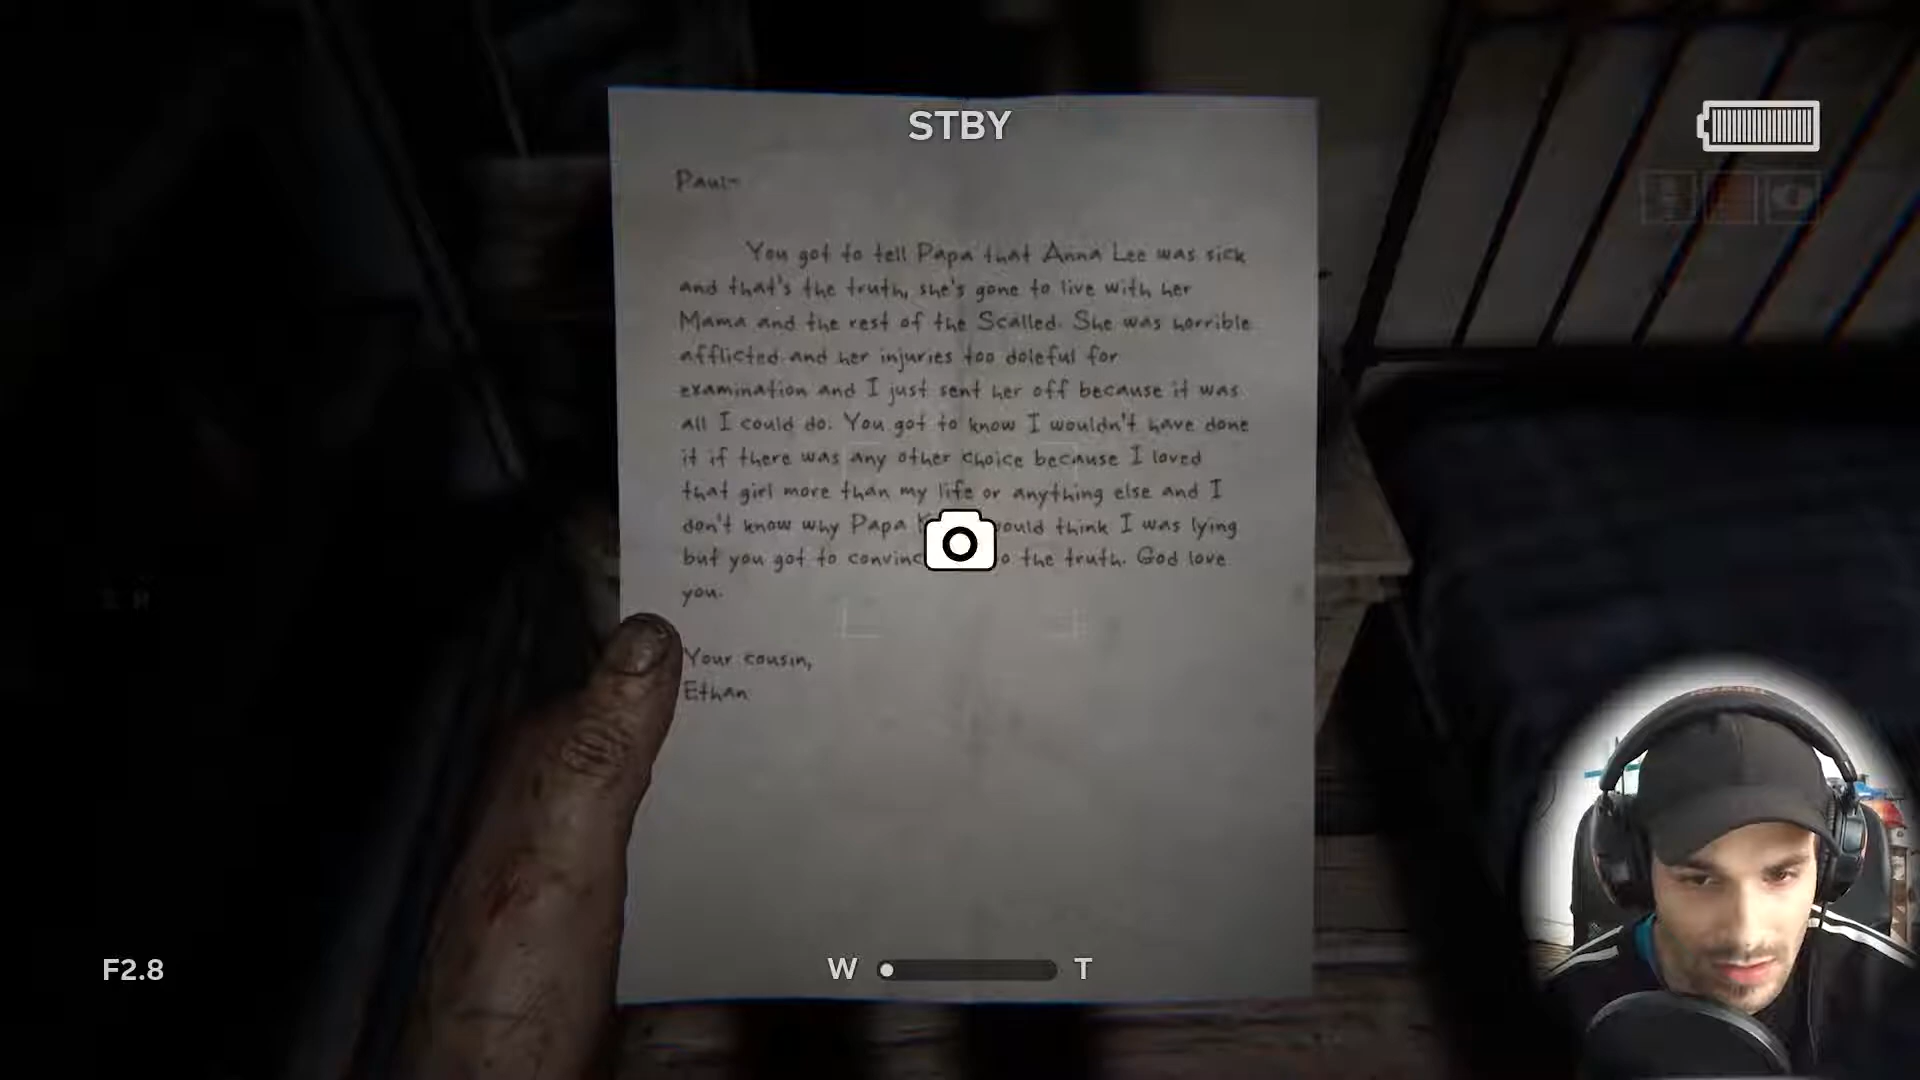 STBY
Paul-
You got to tell Papa that Anna Lee was sick
and that's the truth, she's gone to live with her
Mama and the rest of the Scalled. She was horrible
afflicted and her injuries too doleful for
examination and I just sent her off because it was
all I could do. You got to know I wouldn't have done
it if there was any other choice because I loved
that girl more than my life or anything else and I
don't know why Papa would think I was lying
but you got to the truth. God love
you.
Your cousin,
Ethan
F2.8
W T